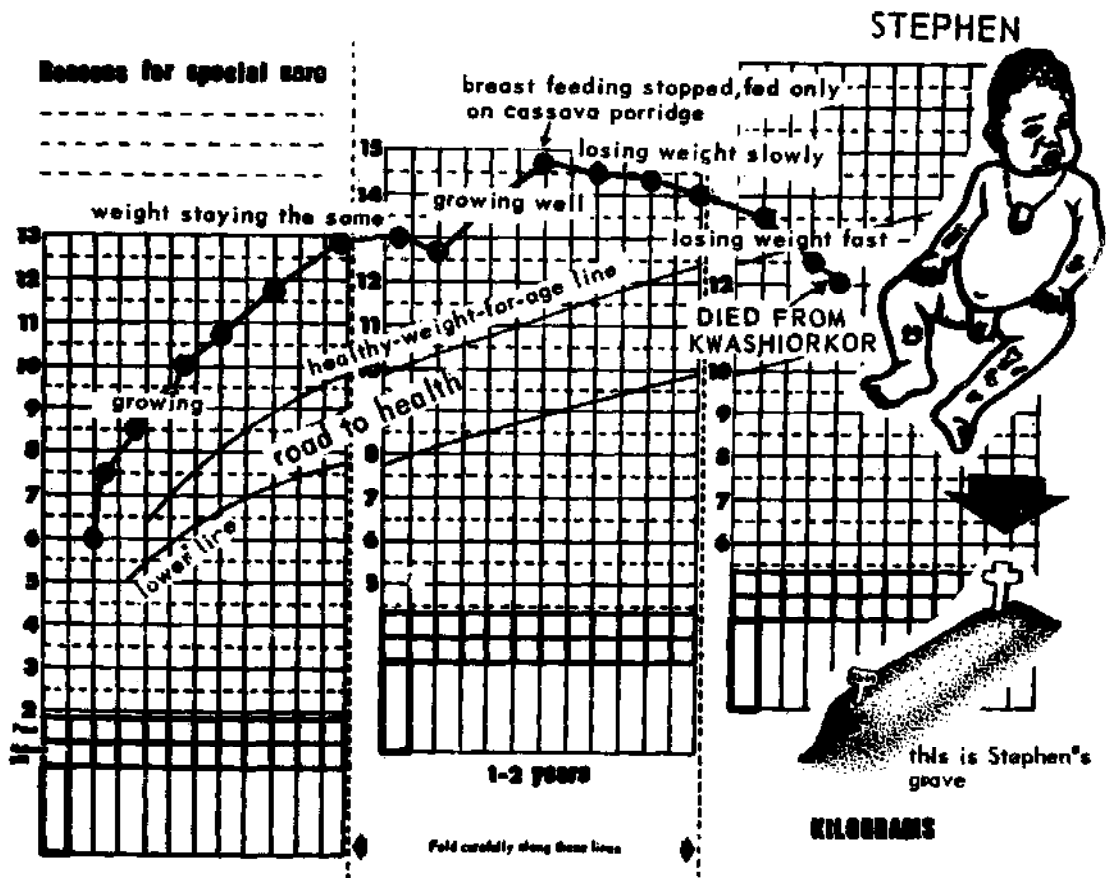 STEPHEN
Reasons for special care
breast feeding stopped, fed only
on cassava porridge
losing weight slowly
growing well
weight staying the same
losing weight fast
growing
healthy-weight-for-age line
road to health
lower line
DIED FROM
KWASHIORKOR
13
12
11
10
9
8
7
6
5
4
3
2
15
14
12
11
8
7
6
5
12
10
9
8
7
6
1-2 years
this is Stephen's
grave
KILOGRAMS
Fold carefully along these lines